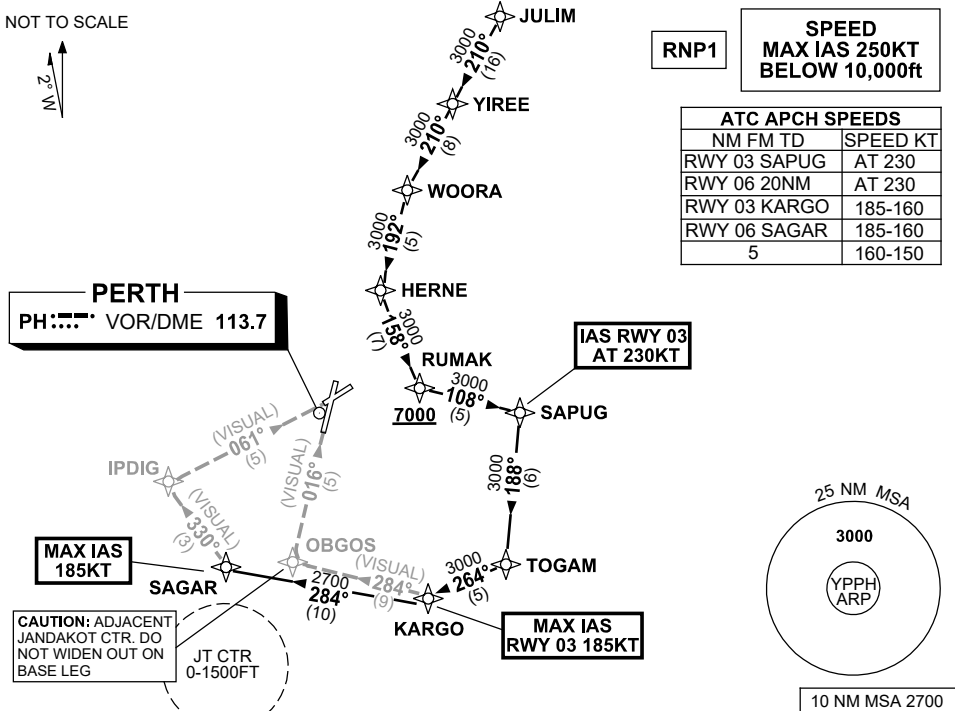 NOT TO SCALE
2° W
JULIM
3000
210°
(16)
YIREE
3000
210°
(8)
WOORA
3000
192°
(5)
HERNE
3000
158°
(7)
RUMAK
7000
3000
108°
(5)
SAPUG
3000
188°
(6)
TOGAM
3000
264°
(5)
KARGO
2700
284°
(10)
SAGAR
(VISUAL)
284°
(9)
OBGOS
(VISUAL)
016°
(5)
(VISUAL)
330°
(3)
IPDIG
(VISUAL)
061°
(5)
RNP1
SPEED
MAX IAS 250KT
BELOW 10,000ft
ATC APCH SPEEDS
NM FM TD SPEED KT
RWY 03 SAPUG AT 230
RWY 06 20NM AT 230
RWY 03 KARGO 185-160
RWY 06 SAGAR 185-160
5 160-150
PERTH
PH VOR/DME 113.7
IAS RWY 03
AT 230KT
MAX IAS
185KT
MAX IAS
RWY 03 185KT
CAUTION: ADJACENT
JANDAKOT CTR. DO
NOT WIDEN OUT ON
BASE LEG
JT CTR
0-1500FT
25 NM MSA
3000
YPPH
ARP
10 NM MSA 2700